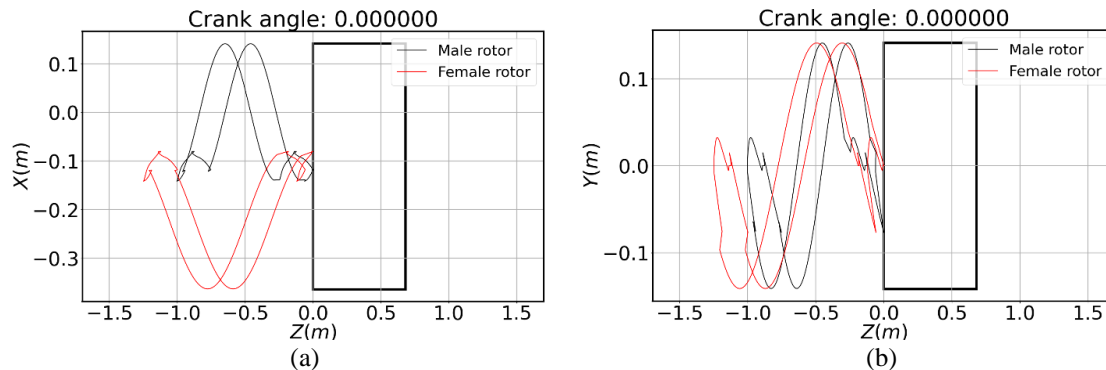 Crank angle: 0.000000
X(m)
0.1
0.0
−0.1
−0.2
−0.3
Male rotor
Female rotor
−1.5 −1.0 −0.5 0.0 0.5 1.0 1.5
Z(m)
(a)
Crank angle: 0.000000
Y(m)
0.1
0.0
−0.1
Male rotor
Female rotor
−1.5 −1.0 −0.5 0.0 0.5 1.0 1.5
Z(m)
(b)